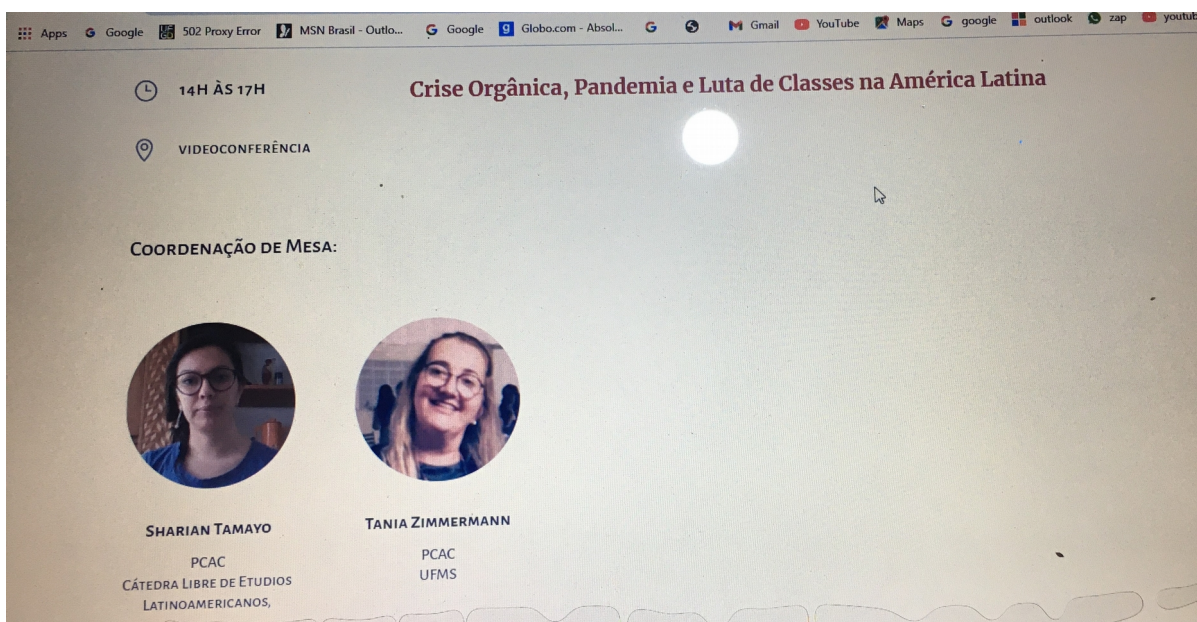 Apps Google 502 Proxy Error MSN Brasil - Outlo... Google Globo.com - Absol... Gmail YouTube Maps google outlook zap youtub
14H ÀS 17H
Crise Orgânica, Pandemia e Luta de Classes na América Latina
VIDEOCONFERÊNCIA
COORDENAÇÃO DE MESA:
SHARIAN TAMAYO
TANIA ZIMMERMANN
PCAC
PCAC
CÁTEDRA LIBRE DE ETUDIOS
UFMS
LATINOAMERICANOS,